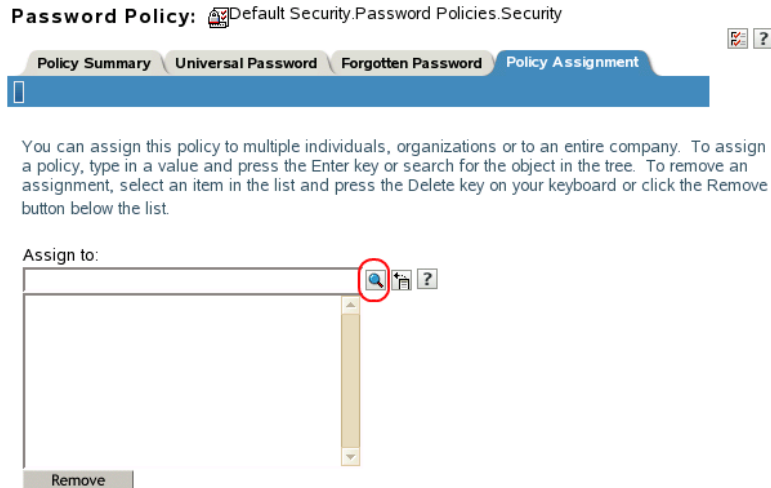 Password Policy: Default Security.Password Policies.Security
?
Policy Summary Universal Password Forgotten Password Policy Assignment
You can assign this policy to multiple individuals, organizations or to an entire company. To assign
a policy, type in a value and press the Enter key or search for the object in the tree. To remove an
assignment, select an item in the list and press the Delete key on your keyboard or click the Remove
button below the list.
Assign to:
?
Remove